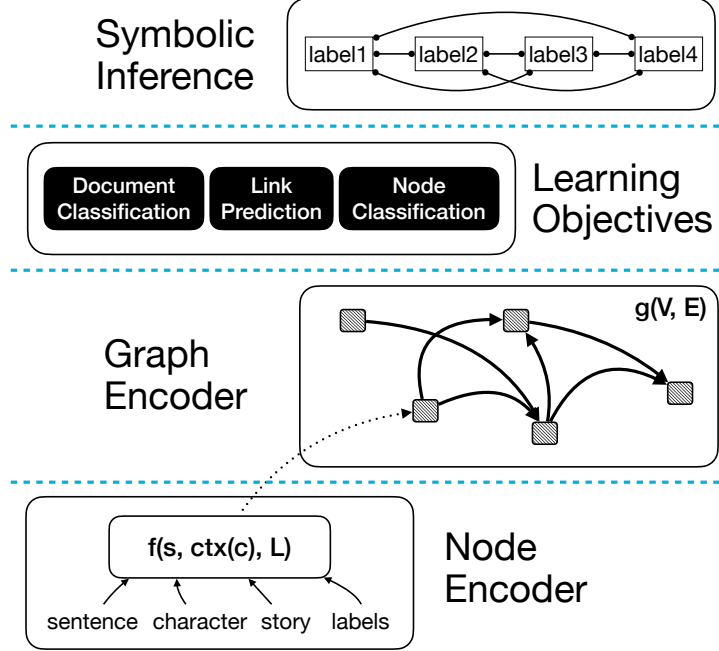 Symbolic
Inference
label1 label2 label3 label4
Document
Classification
Link
Prediction
Node
Classification
Learning
Objectives
g(V, E)
Graph
Encoder
f(s, ctx(c), L)
sentence character story labels
Node
Encoder